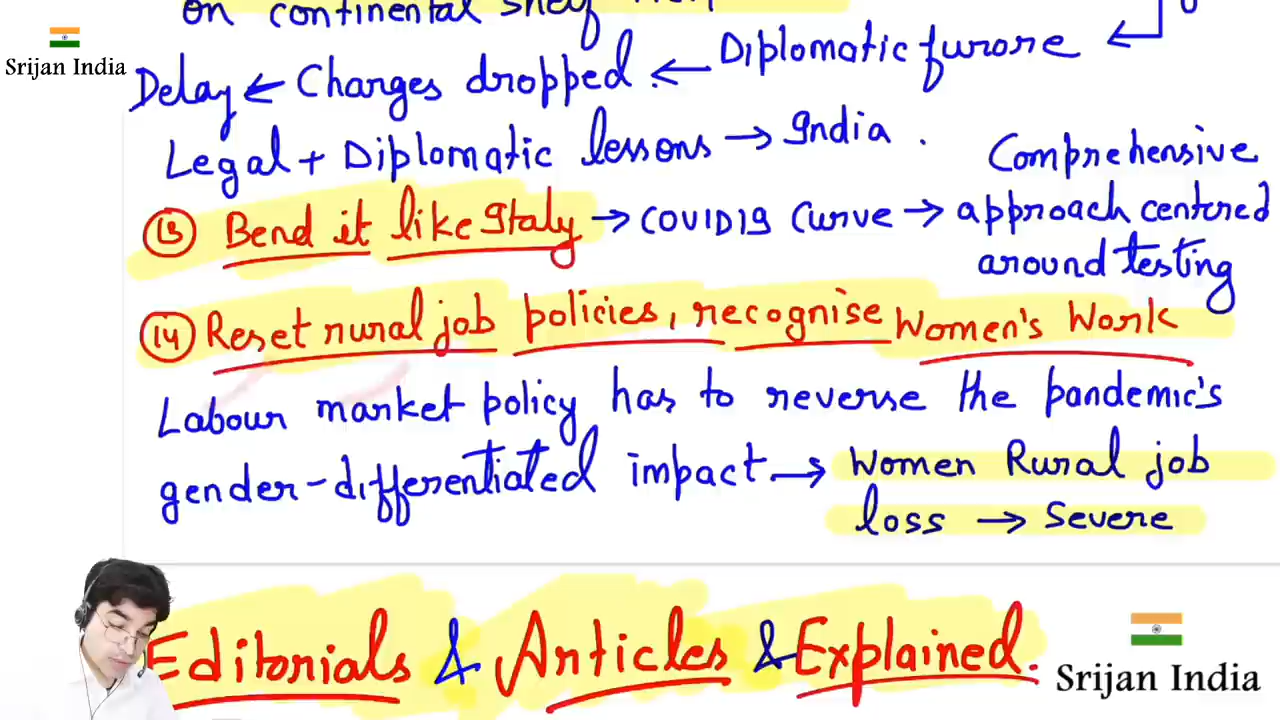 on continental shelf
Srijan India
Delay ← Charges dropped. ← Diplomatic furore ←
Legal + Diplomatic lessons → India.
(13) Bend it like Italy → COVID19 Curve → Comprehensive
approach centered
around testing
(14) Reset rural job policies, recognise Women's Work
Labour market policy has to reverse the pandemic's
gender-differentiated impact → Women Rural job
loss → Severe
Editorials & Articles & Explained.
Srijan India